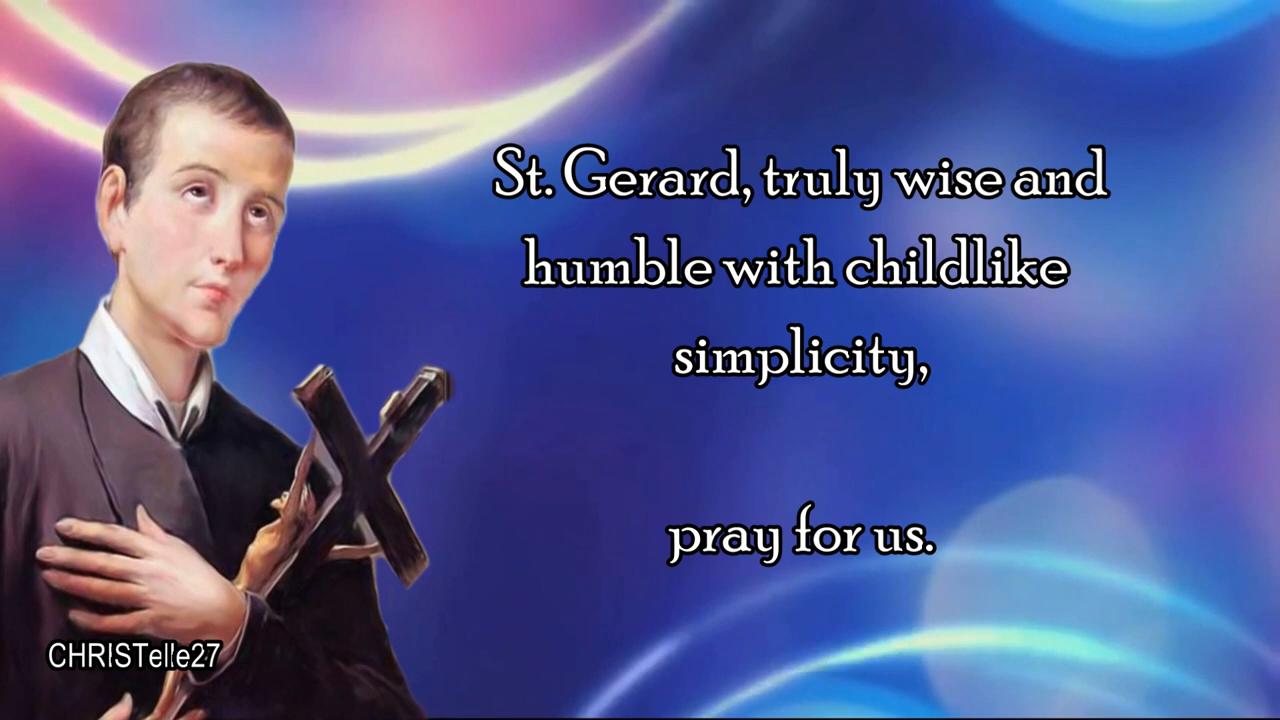 St. Gerard, truly wise and
humble with childlike
simplicity,
pray for us.
CHRISTelle27